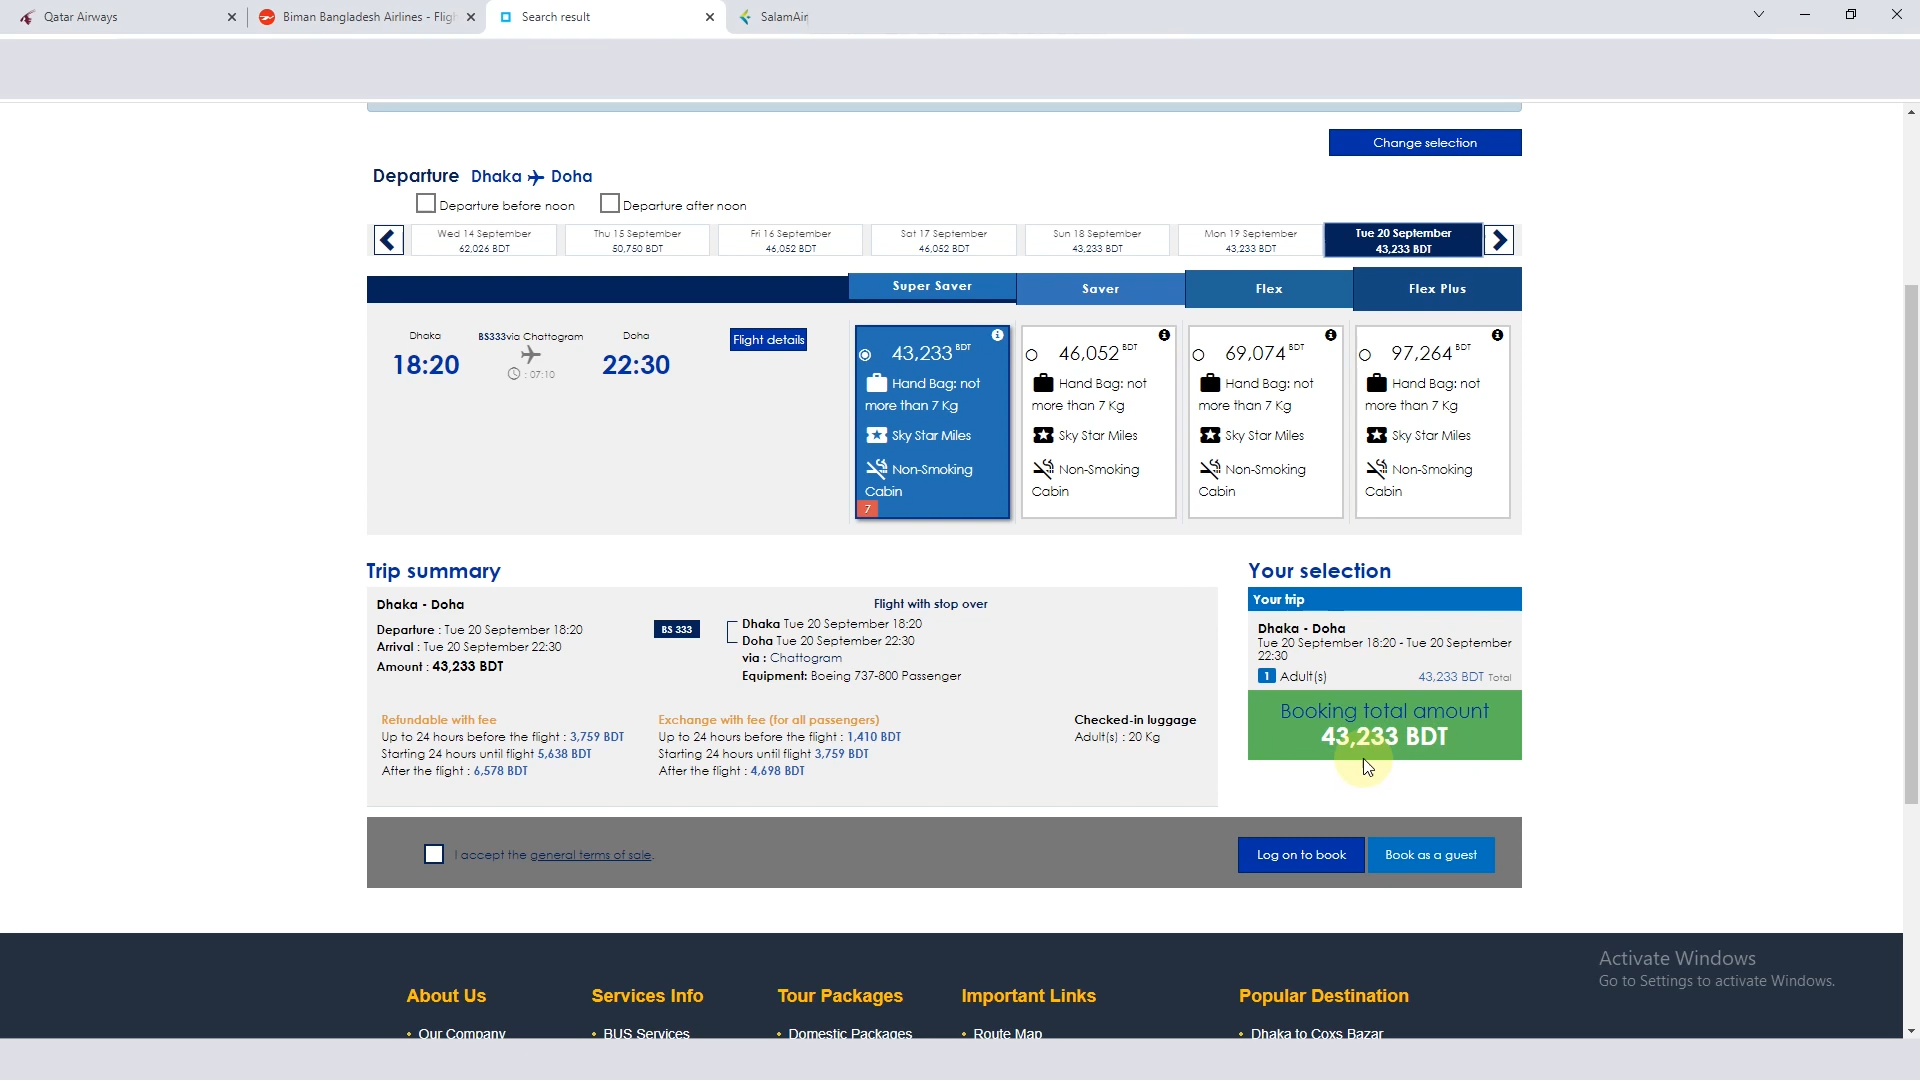 Qatar Airways
Biman Bangladesh Airlines - Fligh
Search result
SalamAir
Change selection
Departure Dhaka Doha
Departure before noon
Departure after noon
Wed 14 September
62,026 BDT
Thu 15 September
50,750 BDT
Fri 16 September
46,052 BDT
Sat 17 September
46,052 BDT
Sun 18 September
43,233 BDT
Mon 19 September
43,233 BDT
Tue 20 September
43,233 BDT
Super Saver
Saver
Flex
Flex Plus
Dhaka
18:20
BS333via Chattogram
: 07:10
Doha
22:30
Flight details
43,233 BDT
Hand Bag: not
more than 7 Kg
Sky Star Miles
Non-Smoking
Cabin
7
46,052 BDT
Hand Bag: not
more than 7 Kg
Sky Star Miles
Non-Smoking
Cabin
69,074 BDT
Hand Bag: not
more than 7 Kg
Sky Star Miles
Non-Smoking
Cabin
97,264 BDT
Hand Bag: not
more than 7 Kg
Sky Star Miles
Non-Smoking
Cabin
Trip summary
Dhaka - Doha
Departure : Tue 20 September 18:20
Arrival : Tue 20 September 22:30
Amount : 43,233 BDT
BS 333
Flight with stop over
Dhaka Tue 20 September 18:20
Doha Tue 20 September 22:30
via : Chattogram
Equipment: Boeing 737-800 Passenger
Refundable with fee
Up to 24 hours before the flight : 3,759 BDT
Starting 24 hours until flight 5,638 BDT
After the flight : 6,578 BDT
Exchange with fee (for all passengers)
Up to 24 hours before the flight : 1,410 BDT
Starting 24 hours until flight 3,759 BDT
After the flight : 4,698 BDT
Checked-in luggage
Adult(s) : 20 Kg
Your selection
Your trip
Dhaka - Doha
Tue 20 September 18:20 - Tue 20 September
22:30
1 Adult(s) 43,233 BDT Total
Booking total amount
43,233 BDT
I accept the general terms of sale.
Log on to book
Book as a guest
Activate Windows
Go to Settings to activate Windows.
About Us
• Our Company
Services Info
• BUS Services
Tour Packages
• Domestic Packages
Important Links
• Route Map
Popular Destination
• Dhaka to Coxs Bazar